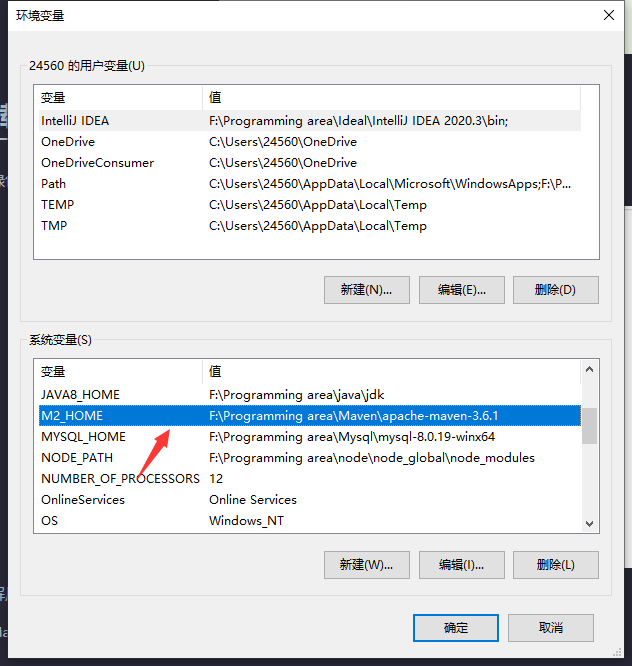 环境变量
24560 的用户变量(U)
变量 值
IntelliJ IDEA F:\Programming area\Ideal\IntelliJ IDEA 2020.3\bin;
OneDrive C:\Users\24560\OneDrive
OneDriveConsumer C:\Users\24560\OneDrive
Path C:\Users\24560\AppData\Local\Microsoft\WindowsApps;F:\P...
TEMP C:\Users\24560\AppData\Local\Temp
TMP C:\Users\24560\AppData\Local\Temp
新建(N)... 编辑(E)... 删除(D)
系统变量(S)
变量 值
JAVA8_HOME F:\Programming area\java\jdk
M2_HOME F:\Programming area\Maven\apache-maven-3.6.1
MYSQL_HOME F:\Programming area\Mysql\mysql-8.0.19-winx64
NODE_PATH F:\Programming area\node\node_global\node_modules
NUMBER_OF_PROCESSORS 12
OnlineServices Online Services
OS Windows_NT
新建(W)... 编辑(I)... 删除(L)
确定 取消